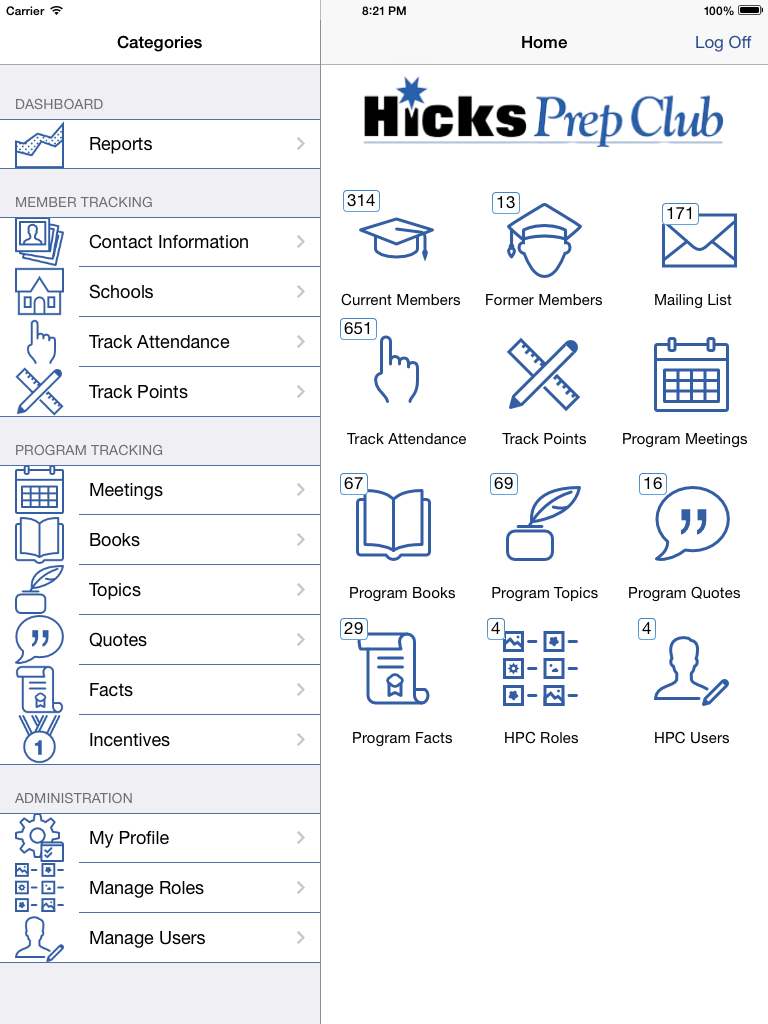 Carrier 8:21 PM 100%
Categories
Home
Log Off
DASHBOARD
Reports
MEMBER TRACKING
Contact Information
Schools
Track Attendance
Track Points
PROGRAM TRACKING
Meetings
Books
Topics
Quotes
Facts
1
Incentives
ADMINISTRATION
My Profile
Manage Roles
Manage Users
Hicks Prep Club
314
13
171
Current Members
Former Members
Mailing List
651
Track Attendance
Track Points
Program Meetings
67
69
16
Program Books
Program Topics
Program Quotes
29
4
4
Program Facts
HPC Roles
HPC Users